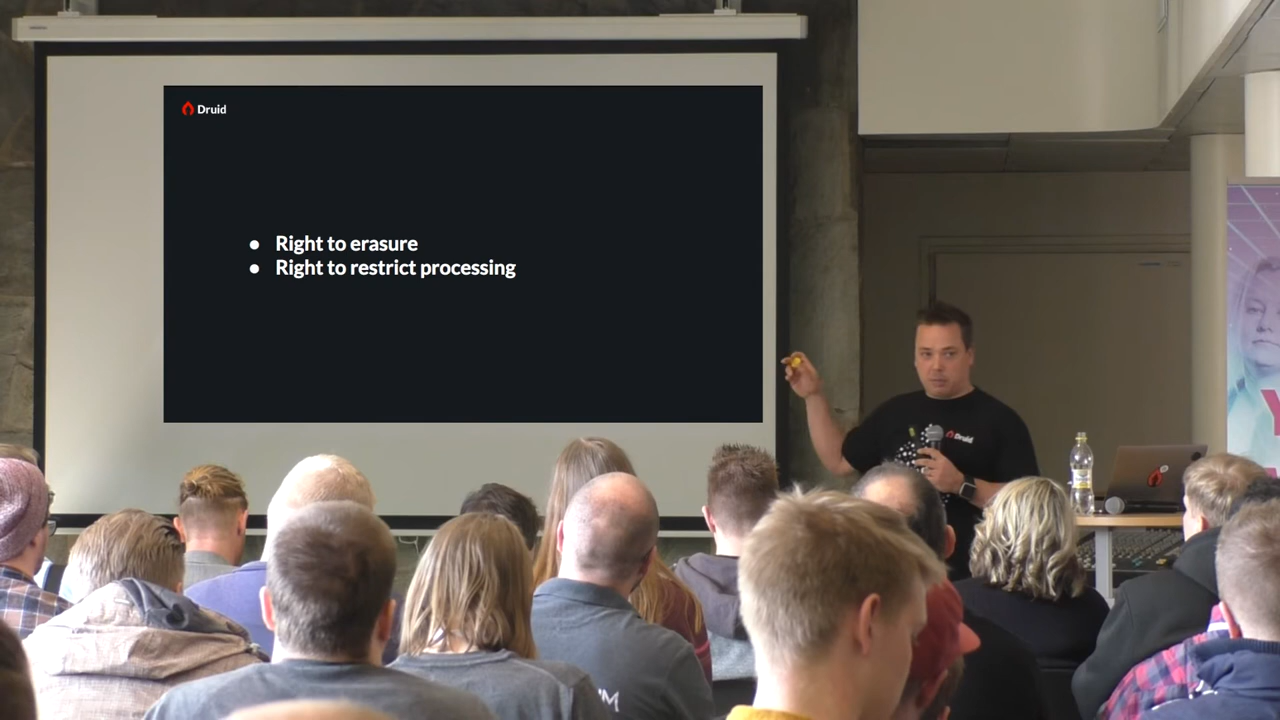 Druid
● Right to erasure
● Right to restrict processing
Druid